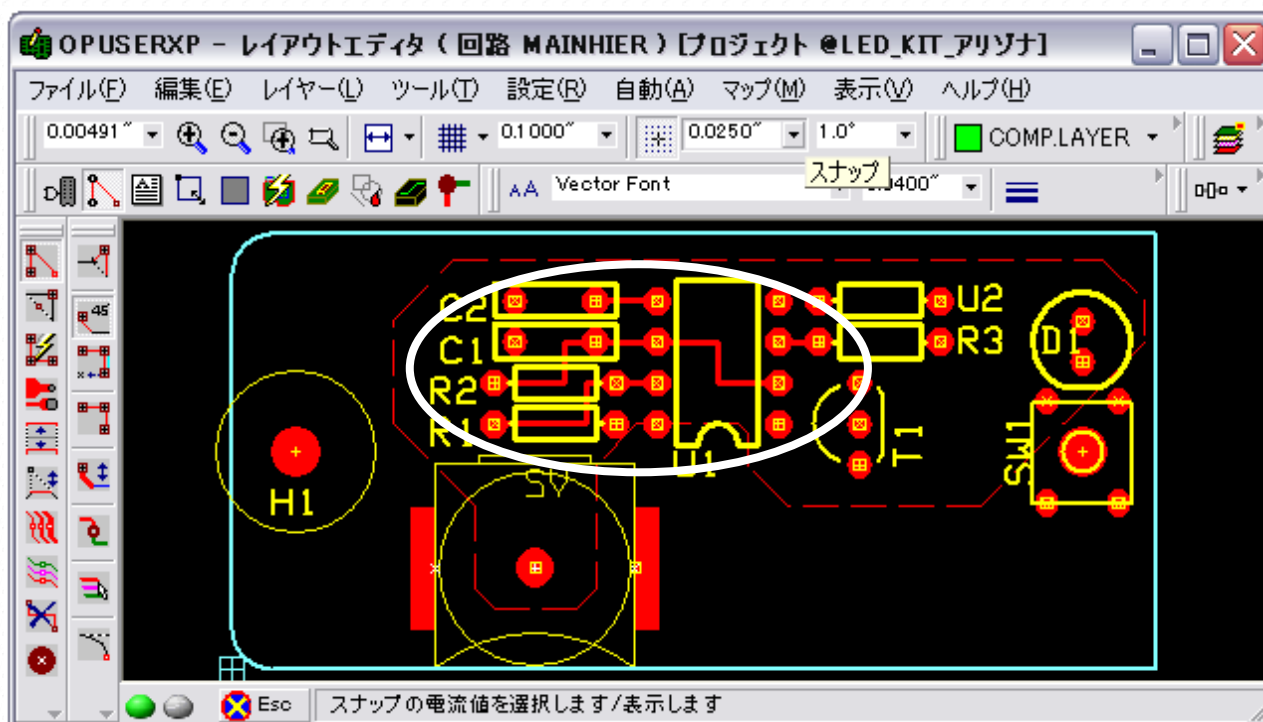 OPUSERXP - レイアウトエディタ ( 回路 MAINHIER ) [プロジェクト @LED_KIT_アリゾナ]
ファイル(F) 編集(E) レイヤー(L) ツール(T) 設定(R) 自動(A) マップ(M) 表示(V) ヘルプ(H)
0.00491" 0.1000" 0.0250" 1.0° COMP.LAYER
スナップ
Vector Font
C2 U2
C1 R3 D1
R2
R1 U1 T1 SW1
H1
45
Esc スナップの電流値を選択します/表示します